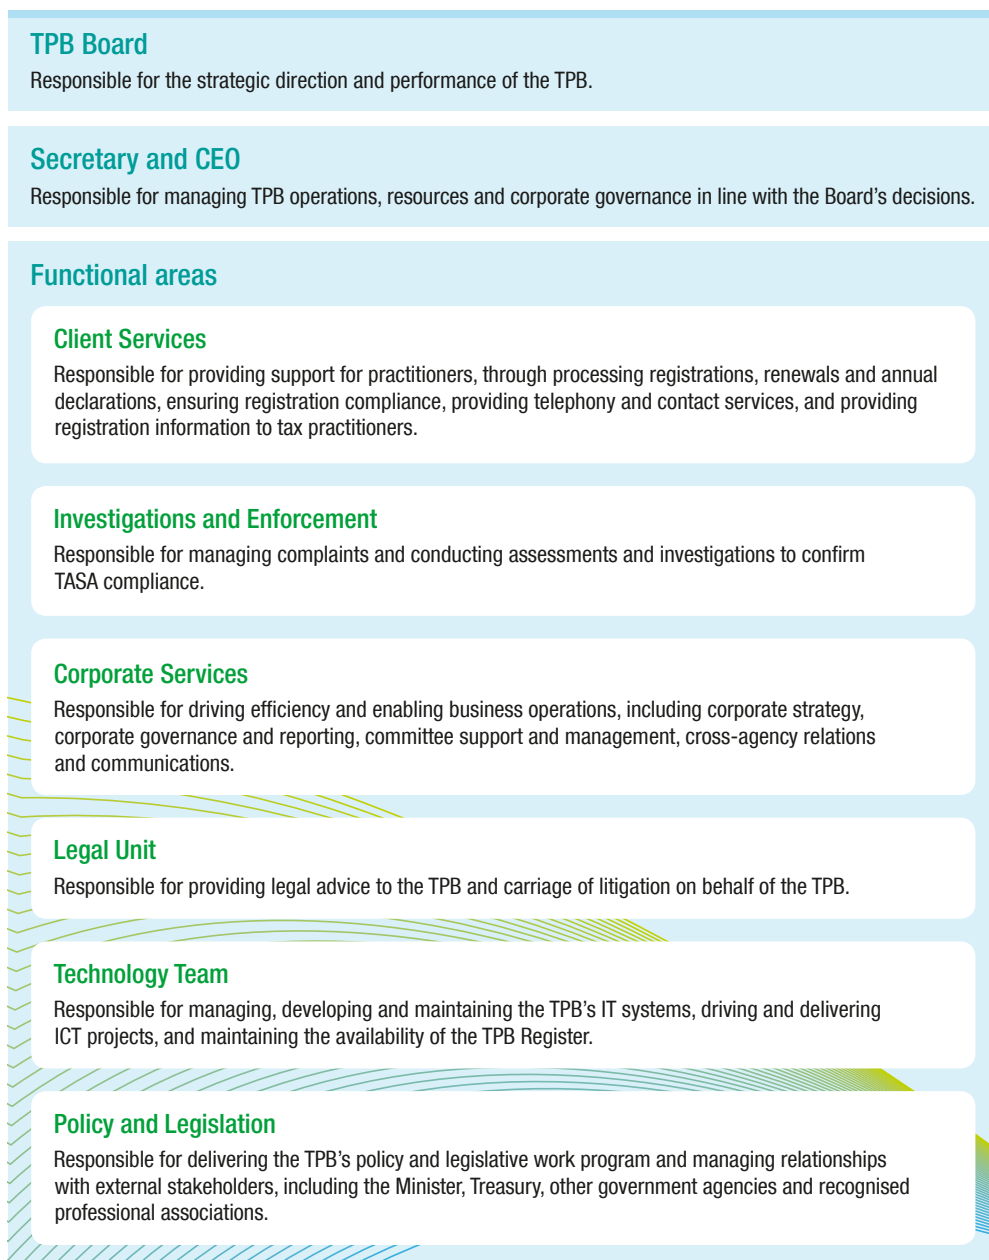 TPB Board
Responsible for the strategic direction and performance of the TPB.
Secretary and CEO
Responsible for managing TPB operations, resources and corporate governance in line with the Board’s decisions.
Functional areas
Client Services
Responsible for providing support for practitioners, through processing registrations, renewals and annual
declarations, ensuring registration compliance, providing telephony and contact services, and providing
registration information to tax practitioners.
Investigations and Enforcement
Responsible for managing complaints and conducting assessments and investigations to confirm
TASA compliance.
Corporate Services
Responsible for driving efficiency and enabling business operations, including corporate strategy,
corporate governance and reporting, committee support and management, cross-agency relations
and communications.
Legal Unit
Responsible for providing legal advice to the TPB and carriage of litigation on behalf of the TPB.
Technology Team
Responsible for managing, developing and maintaining the TPB’s IT systems, driving and delivering
ICT projects, and maintaining the availability of the TPB Register.
Policy and Legislation
Responsible for delivering the TPB’s policy and legislative work program and managing relationships
with external stakeholders, including the Minister, Treasury, other government agencies and recognised
professional associations.